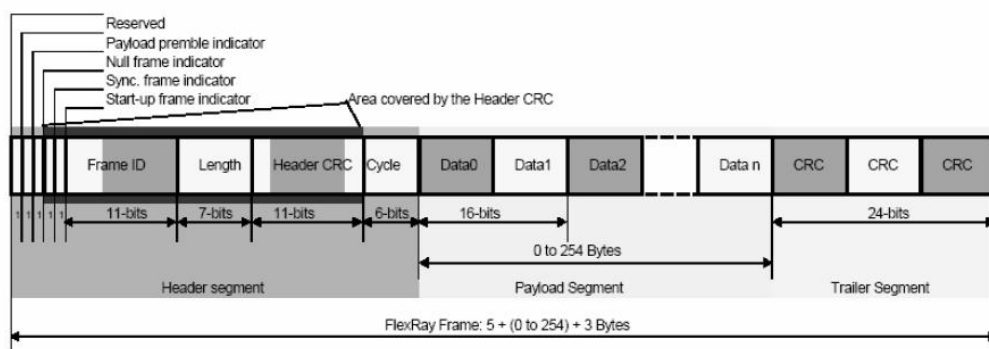 Reserved
Payload premble indicator
Null frame indicator
Sync. frame indicator
Start-up frame indicator
Area covered by the Header CRC
Frame ID Length Header CRC Cycle Data0 Data1 Data2 Data n CRC CRC CRC
1 1 1 1 1 11-bits 7-bits 11-bits 6-bits 16-bits 24-bits
0 to 254 Bytes
Header segment Payload Segment Trailer Segment
FlexRay Frame: 5 + (0 to 254) + 3 Bytes